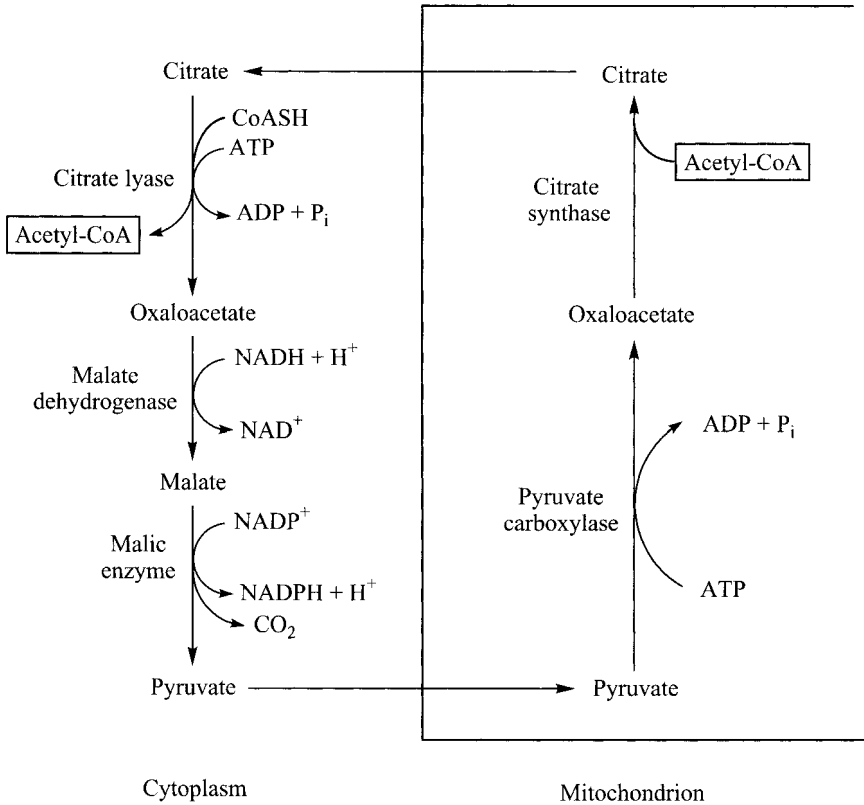 Citrate
CoASH
ATP
Citrate lyase
ADP + Pi
Acetyl-CoA
Oxaloacetate
NADH + H+
Malate
dehydrogenase
NAD+
Malate
NADP+
Malic
enzyme
NADPH + H+
CO2
Pyruvate
Cytoplasm
Citrate
Acetyl-CoA
Citrate
synthase
Oxaloacetate
ADP + Pi
Pyruvate
carboxylase
ATP
Pyruvate
Mitochondrion